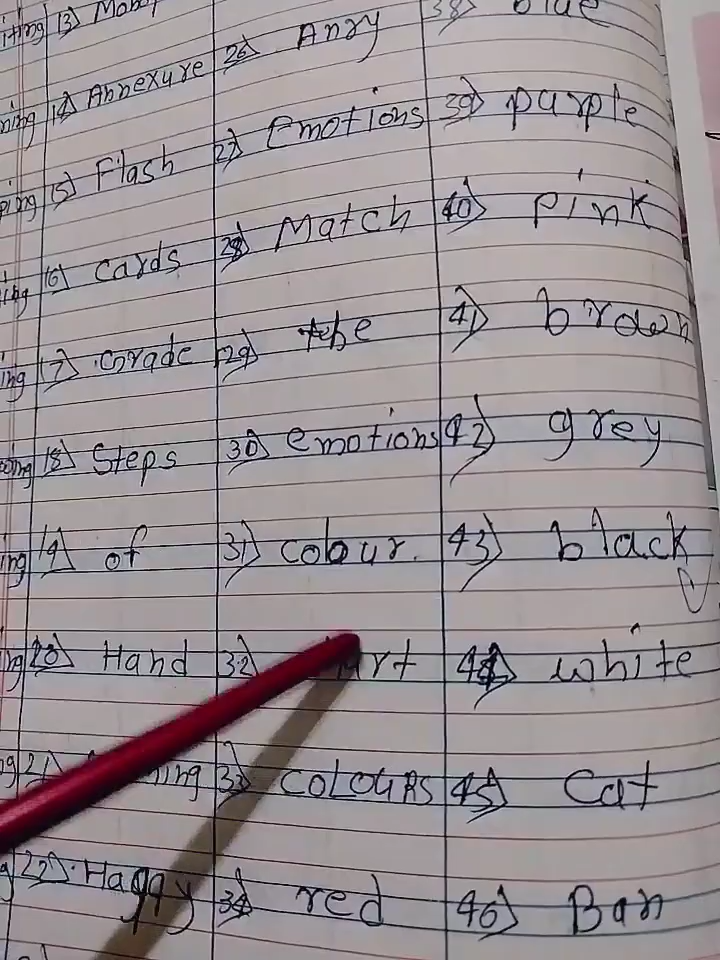 26) Anry
14) Annexure
27) Emotions
39) purple
15) Flash
28) Match
40) Pink
16) cards
29) the
41) brown
17) Grade
30) emotions
42) grey
18) Steps
31) colour.
43) black
19) of
32)
44) white
20) Hand
33) COLOURS
45) Cat
21)
34) red
46) Ban
22) Happy
13)
38) blue